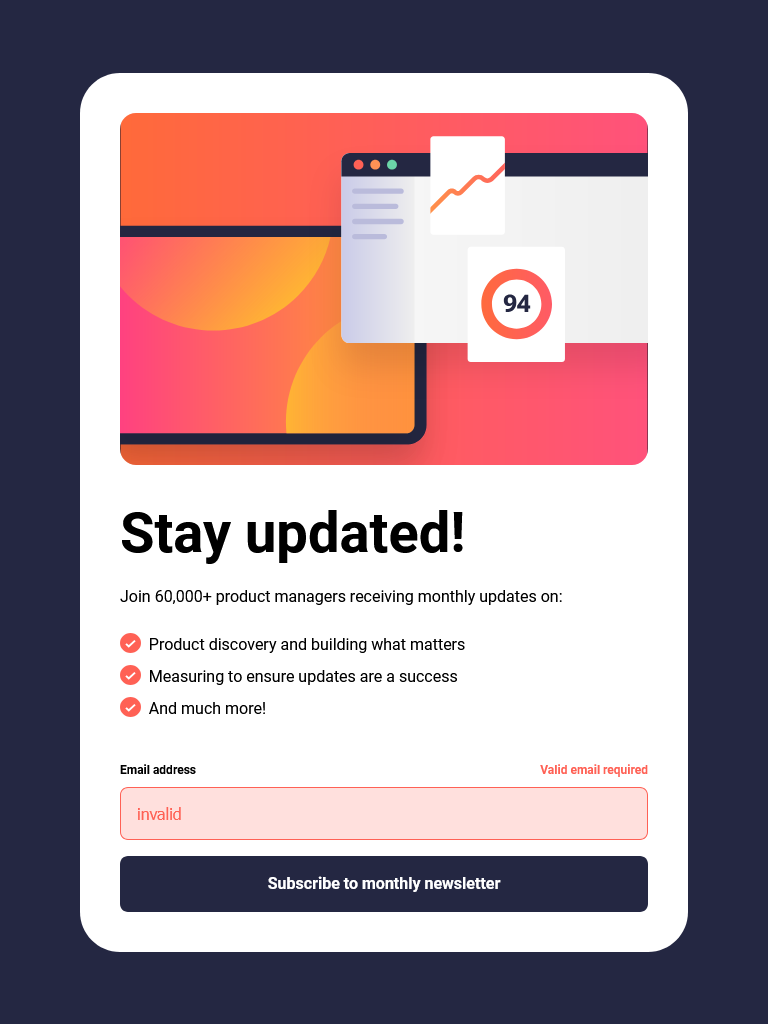 94
Stay updated!
Join 60,000+ product managers receiving monthly updates on:
Product discovery and building what matters
Measuring to ensure updates are a success
And much more!
Email address
Valid email required
invalid
Subscribe to monthly newsletter